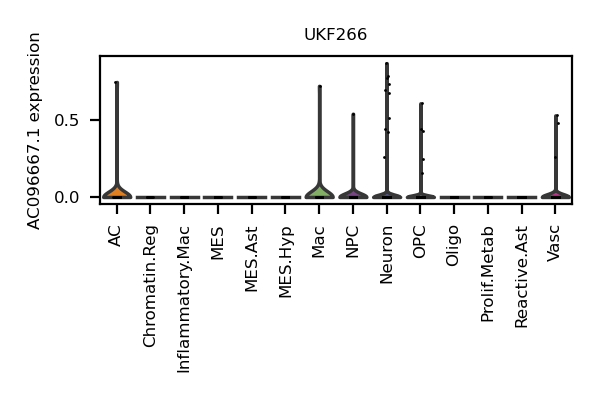 UKF266
AC096667.1 expression
0.5
0.0
AC
Chromatin.Reg
Inflammatory.Mac
MES
MES.Ast
MES.Hyp
Mac
NPC
Neuron
OPC
Oligo
Prolif.Metab
Reactive.Ast
Vasc